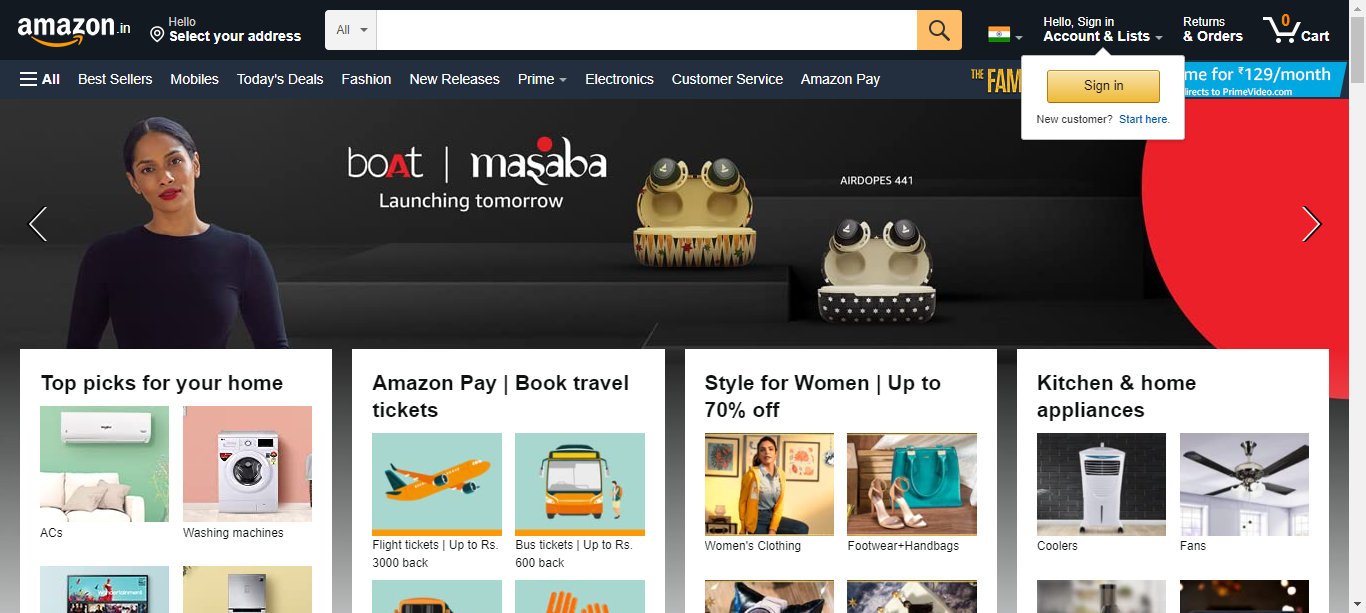 amazon.in
Hello
Select your address
All
Hello, Sign in
Account & Lists
Returns
& Orders
0
Cart
All
Best Sellers
Mobiles
Today's Deals
Fashion
New Releases
Prime
Electronics
Customer Service
Amazon Pay
THE FAM
me for ₹129/month
directs to PrimeVideo.com
Sign in
New customer? Start here.
boAt | masaba
Launching tomorrow
AIRDOPES 441
Top picks for your home
ACs
Washing machines
Amazon Pay | Book travel
tickets
Flight tickets | Up to Rs.
3000 back
Bus tickets | Up to Rs.
600 back
Style for Women | Up to
70% off
Women's Clothing
Footwear+Handbags
Kitchen & home
appliances
Coolers
Fans